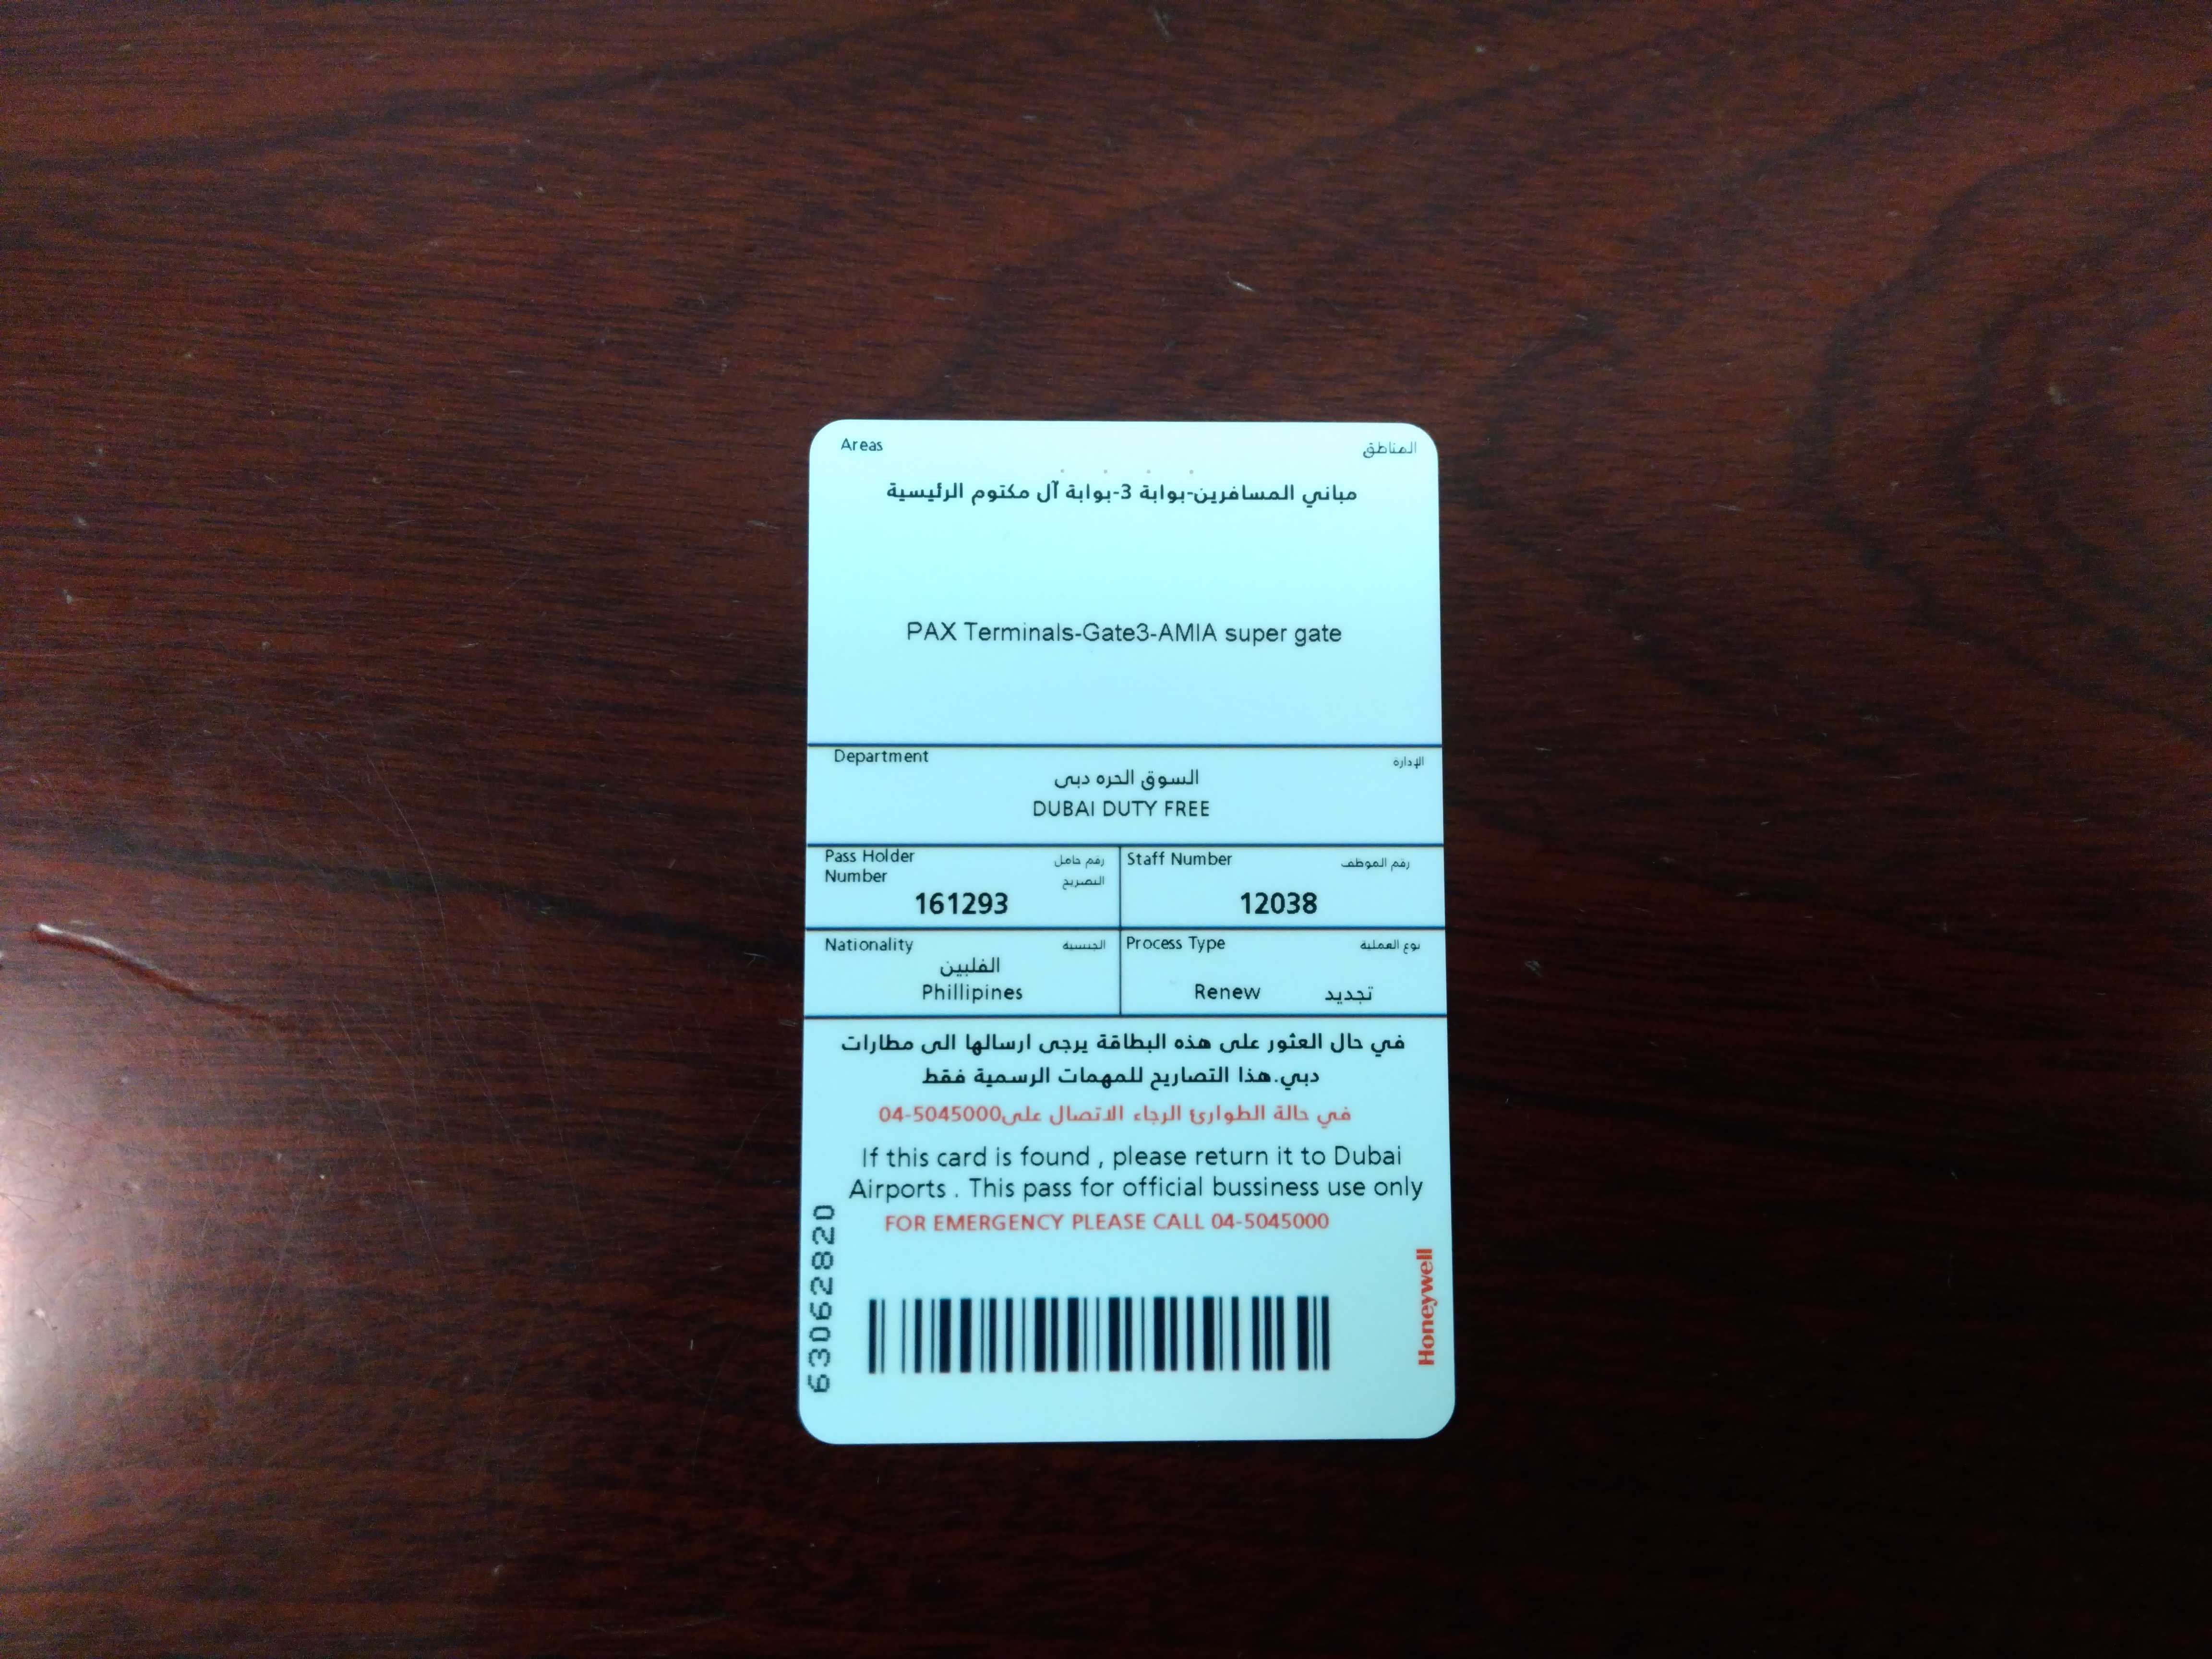 Areas المناطق
مباني المسافرين-بوابة 3-بوابة آل مكتوم الرئيسية
PAX Terminals-Gate3-AMIA super gate
Department الإدارة
السوق الحره دبى
DUBAI DUTY FREE
Pass Holder رقم حامل
Number التصريح
161293
Staff Number رقم الموظف
12038
Nationality الجنسية
الفلبين
Phillipines
Process Type نوع العملية
Renew تجديد
في حال العثور على هذه البطاقة يرجى ارسالها الى مطارات
دبي.هذا التصاريح للمهمات الرسمية فقط
في حالة الطوارئ الرجاء الاتصال على04-5045000
If this card is found , please return it to Dubai
Airports . This pass for official bussiness use only
FOR EMERGENCY PLEASE CALL 04-5045000
63062820
Honeywell